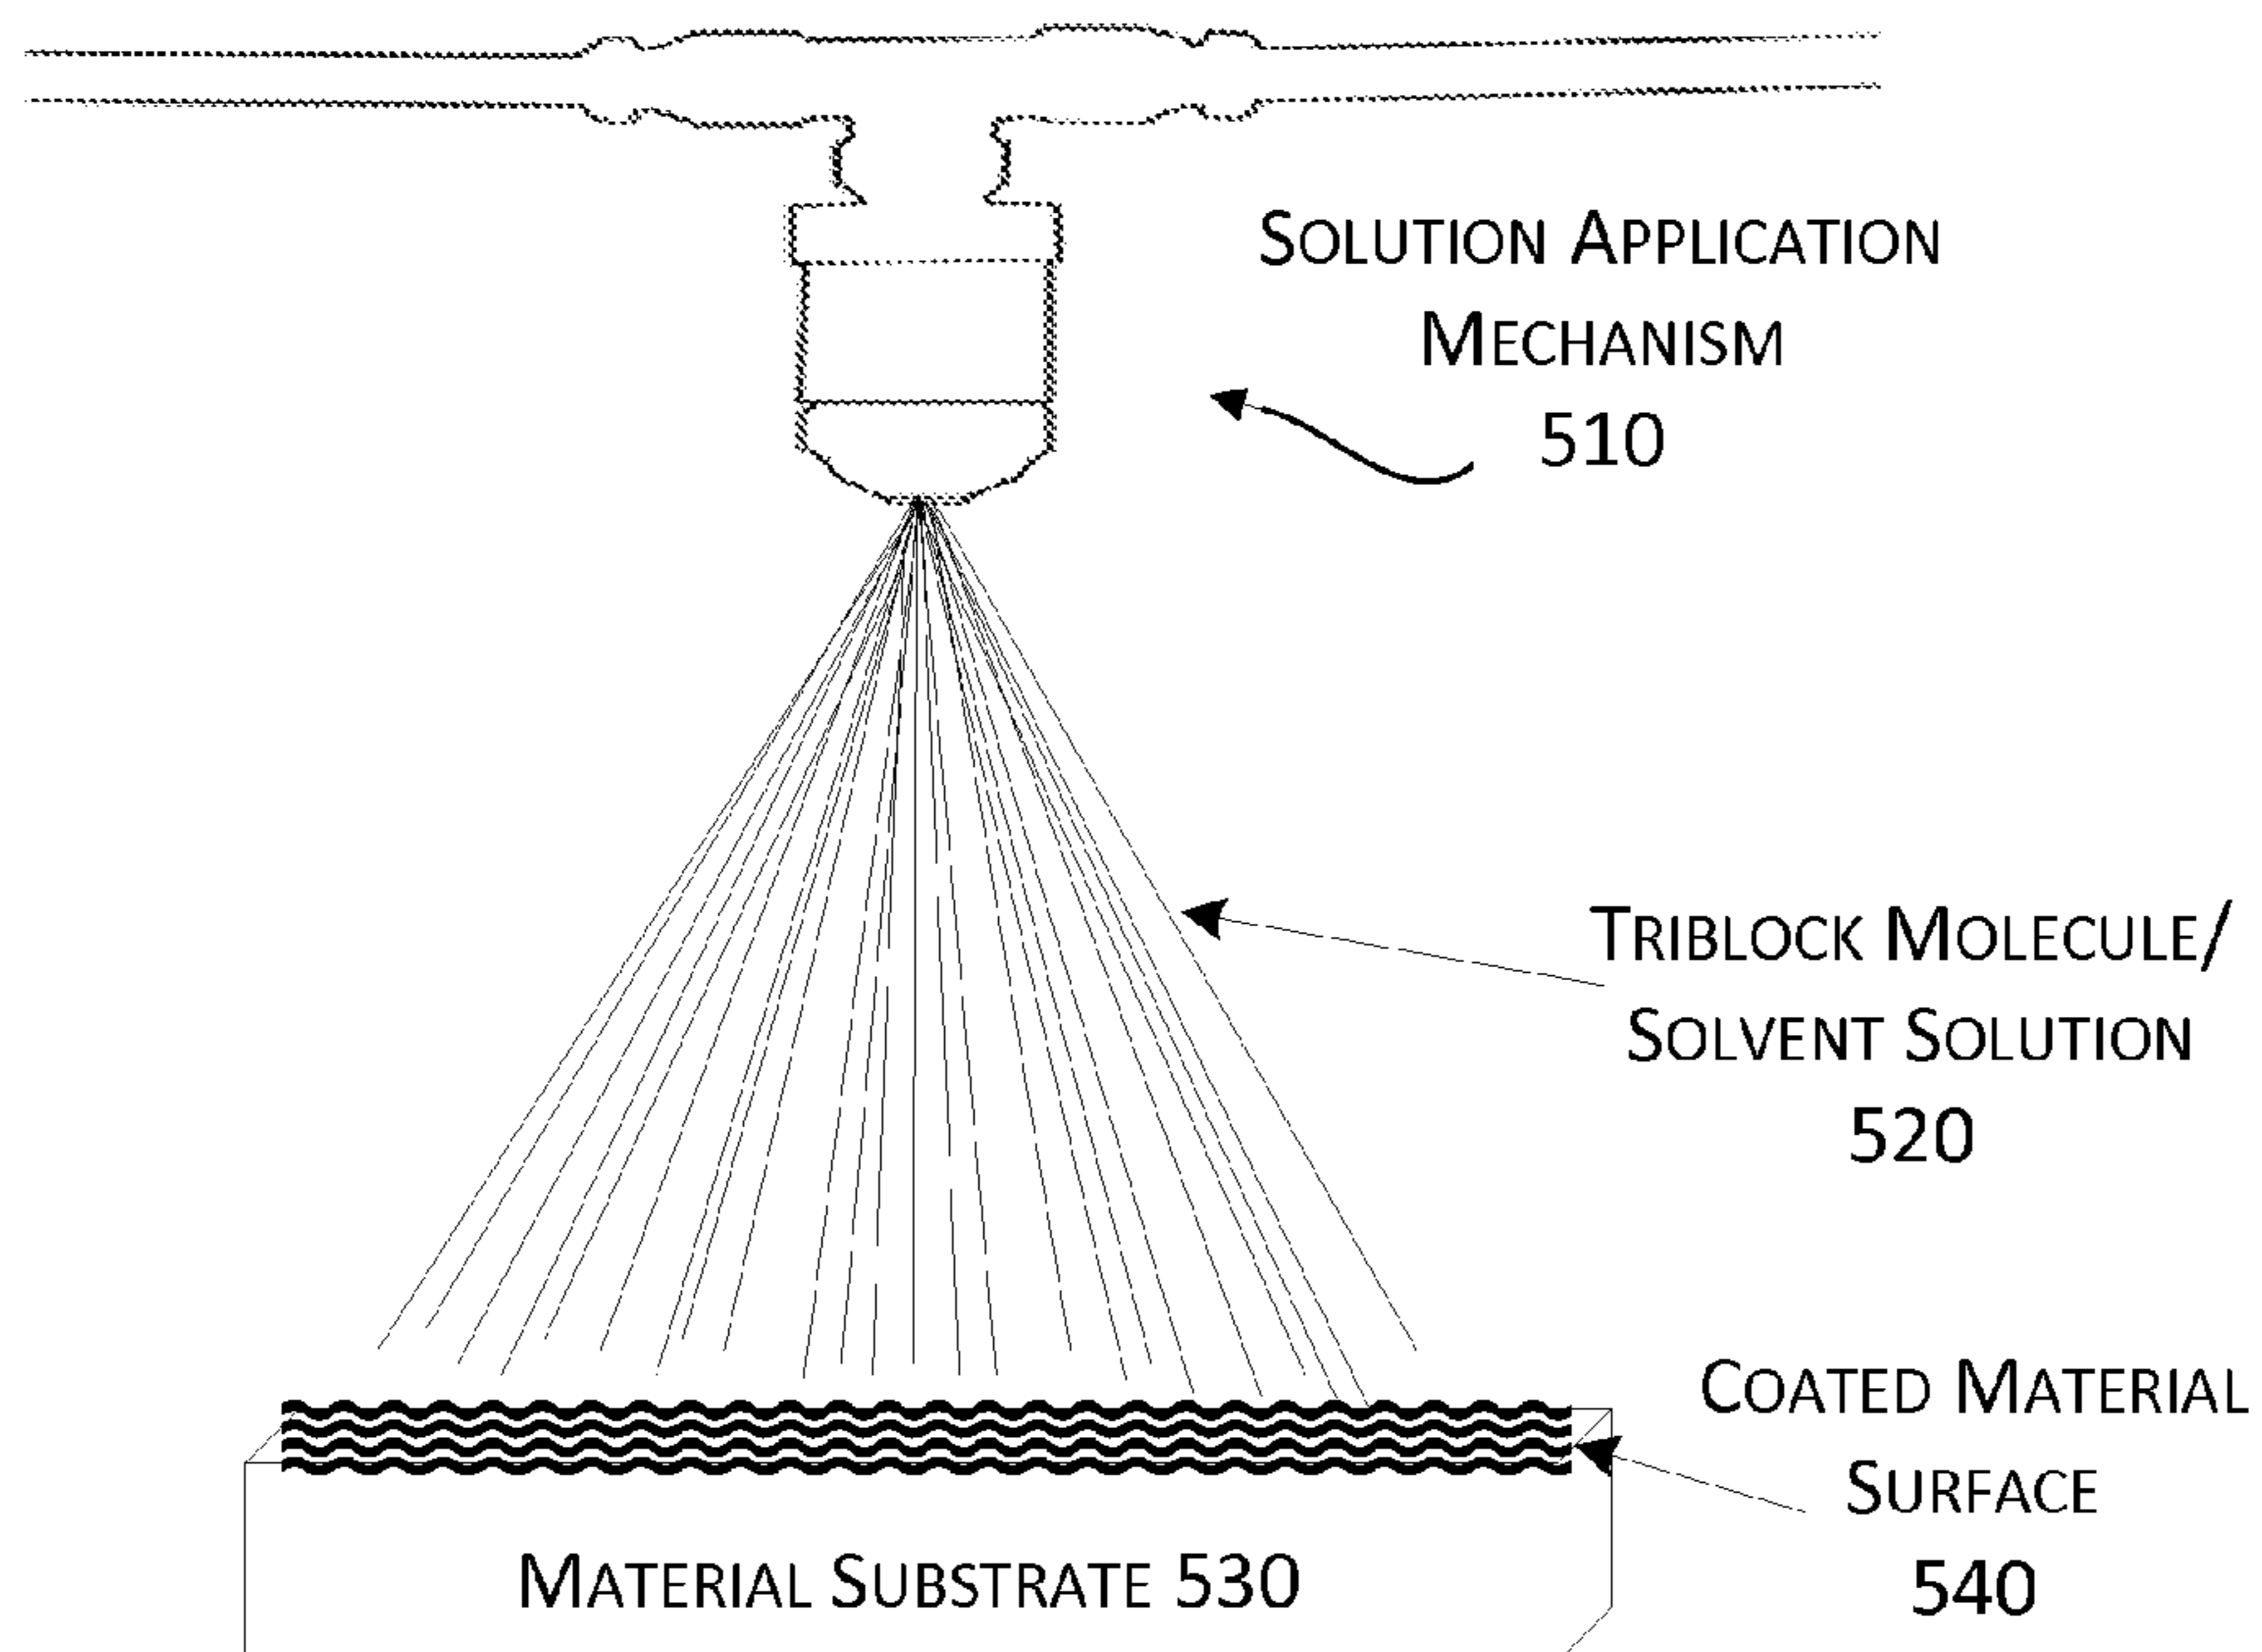 SOLUTION APPLICATION
MECHANISM
510
TRIBLOCK MOLECULE/
SOLVENT SOLUTION
520
COATED MATERIAL
SURFACE
540
MATERIAL SUBSTRATE 530